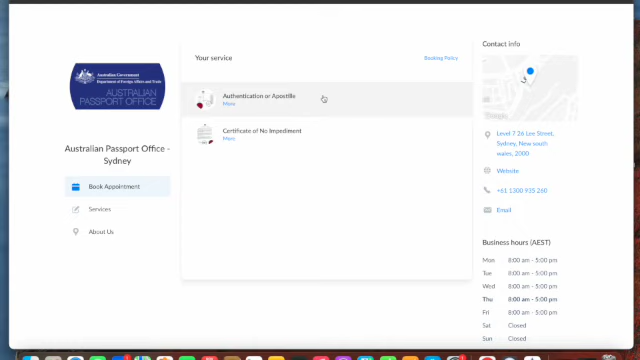 Australian Government
Department of Foreign Affairs and Trade
AUSTRALIAN
PASSPORT OFFICE
Australian Passport Office -
Sydney
Book Appointment
Services
About Us
Your service
Booking Policy
Authentication or Apostille
More
Certificate of No Impediment
More
Contact info
Google
Level 7 26 Lee Street,
Sydney, New south
wales, 2000
Website
+61 1300 935 260
Email
Business hours (AEST)
Mon 8:00 am - 5:00 pm
Tue 8:00 am - 5:00 pm
Wed 8:00 am - 5:00 pm
Thu 8:00 am - 5:00 pm
Fri 8:00 am - 5:00 pm
Sat Closed
Sun Closed